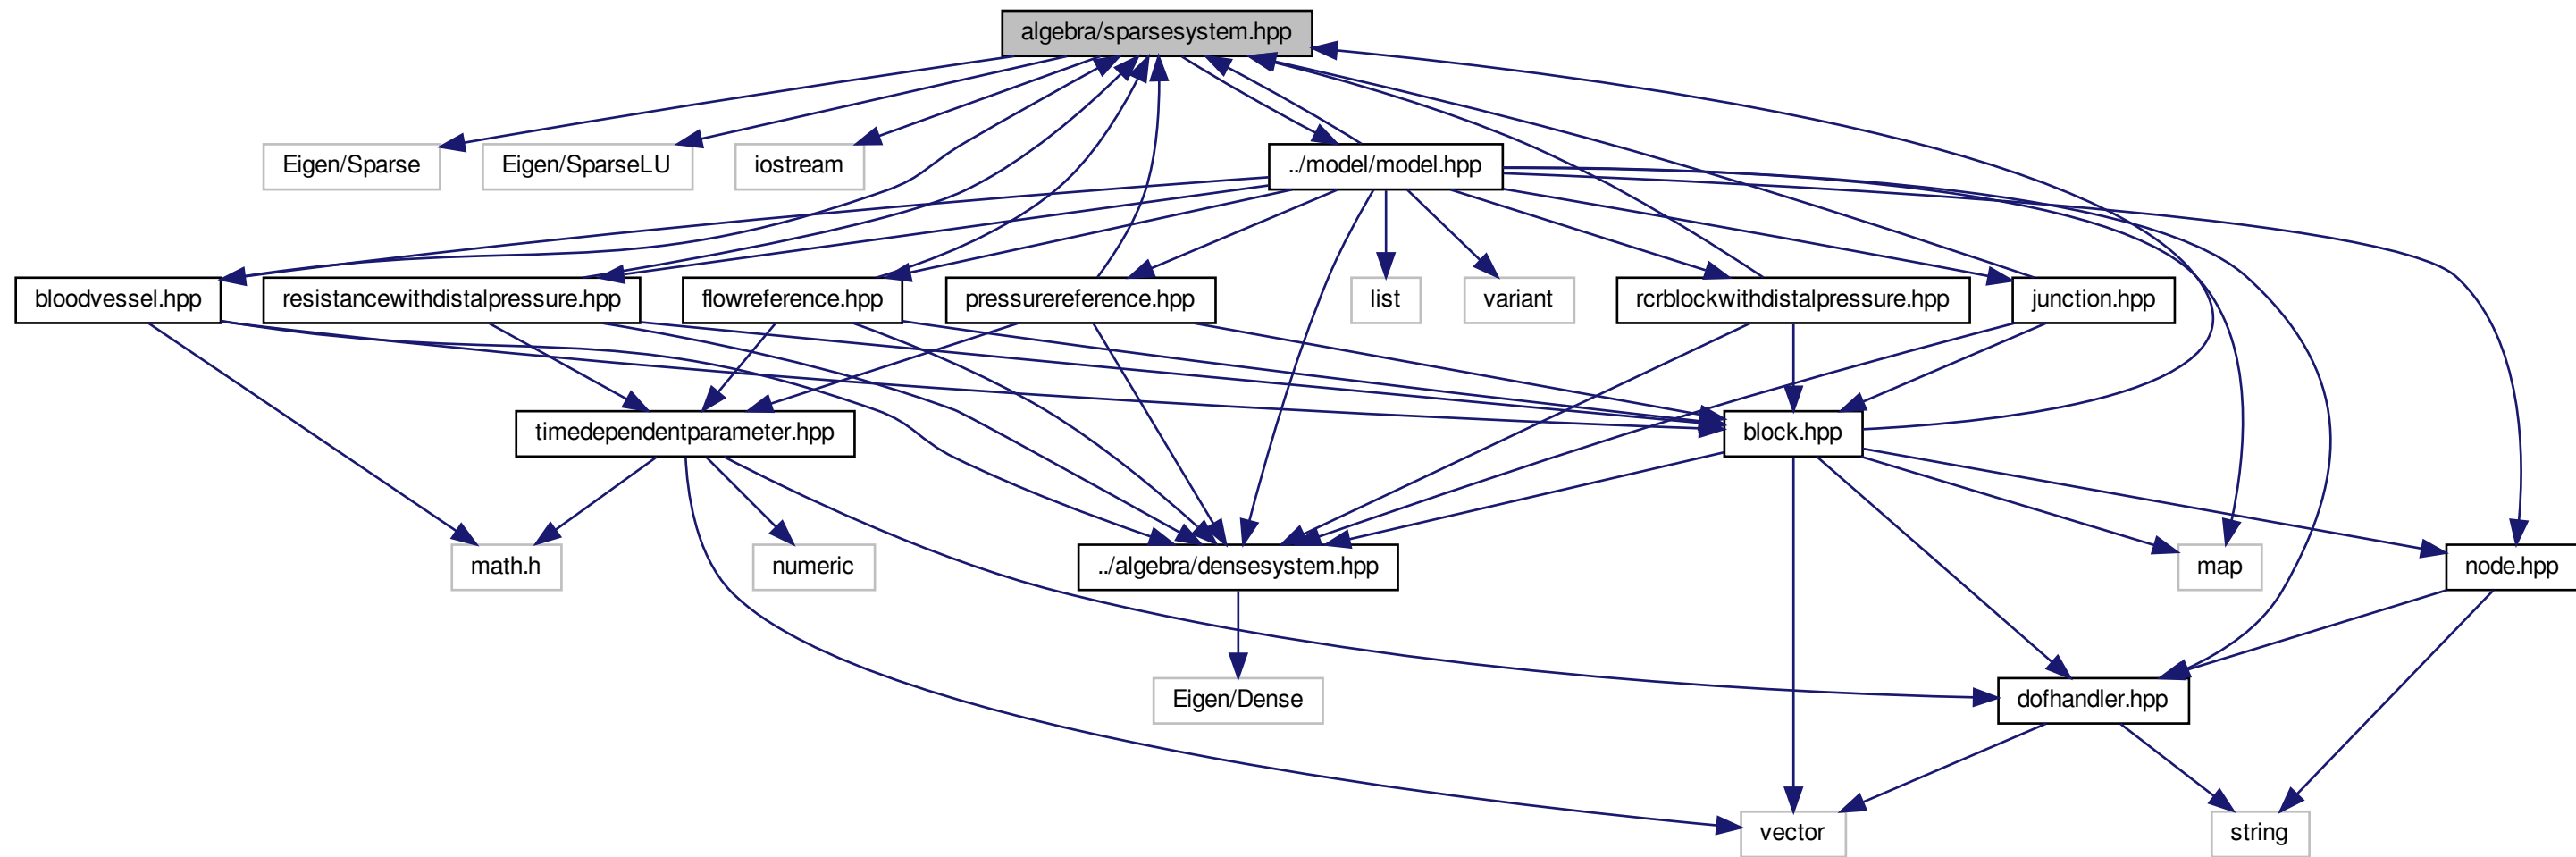 algebra/sparsesystem.hpp
Eigen/Sparse
Eigen/SparseLU
iostream
../model/model.hpp
bloodvessel.hpp
resistancewithdistalpressure.hpp
flowreference.hpp
pressurereference.hpp
list
variant
rcrblockwithdistalpressure.hpp
junction.hpp
timedependentparameter.hpp
block.hpp
math.h
numeric
../algebra/densesystem.hpp
map
node.hpp
Eigen/Dense
dofhandler.hpp
vector
string